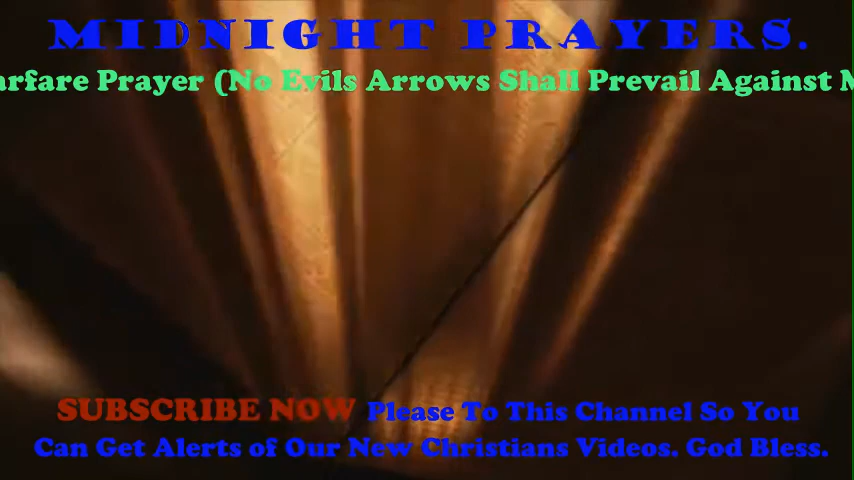 MIDNIGHT PRAYERS.
arfare Prayer (No Evils Arrows Shall Prevail Against M
SUBSCRIBE NOW Please To This Channel So You
Can Get Alerts of Our New Christians Videos. God Bless.